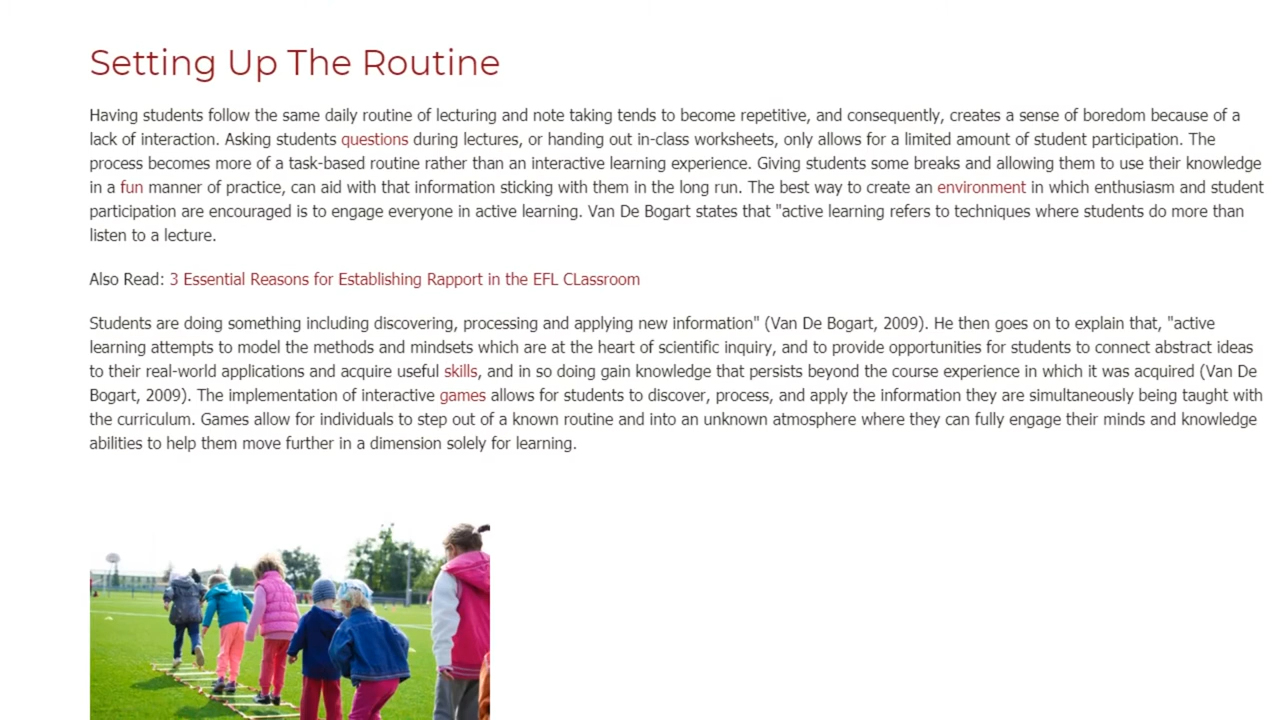 Setting Up The Routine
Having students follow the same daily routine of lecturing and note taking tends to become repetitive, and consequently, creates a sense of boredom because of a
lack of interaction. Asking students questions during lectures, or handing out in-class worksheets, only allows for a limited amount of student participation. The
process becomes more of a task-based routine rather than an interactive learning experience. Giving students some breaks and allowing them to use their knowledge
in a fun manner of practice, can aid with that information sticking with them in the long run. The best way to create an environment in which enthusiasm and student
participation are encouraged is to engage everyone in active learning. Van De Bogart states that "active learning refers to techniques where students do more than
listen to a lecture.
Also Read: 3 Essential Reasons for Establishing Rapport in the EFL CLassroom
Students are doing something including discovering, processing and applying new information" (Van De Bogart, 2009). He then goes on to explain that, "active
learning attempts to model the methods and mindsets which are at the heart of scientific inquiry, and to provide opportunities for students to connect abstract ideas
to their real-world applications and acquire useful skills, and in so doing gain knowledge that persists beyond the course experience in which it was acquired (Van De
Bogart, 2009). The implementation of interactive games allows for students to discover, process, and apply the information they are simultaneously being taught with
the curriculum. Games allow for individuals to step out of a known routine and into an unknown atmosphere where they can fully engage their minds and knowledge
abilities to help them move further in a dimension solely for learning.